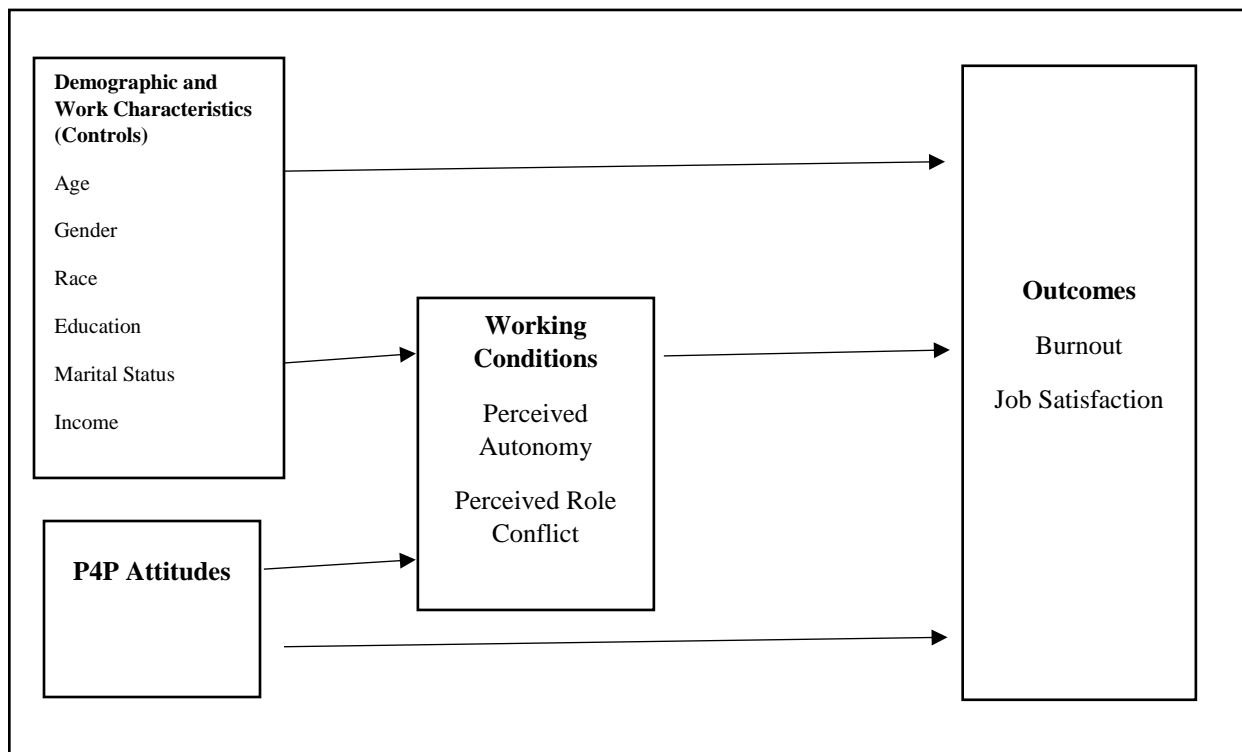 Demographic and
Work Characteristics
(Controls)
Age
Gender
Race
Education
Marital Status
Income
P4P Attitudes
Working
Conditions
Perceived
Autonomy
Perceived Role
Conflict
Outcomes
Burnout
Job Satisfaction